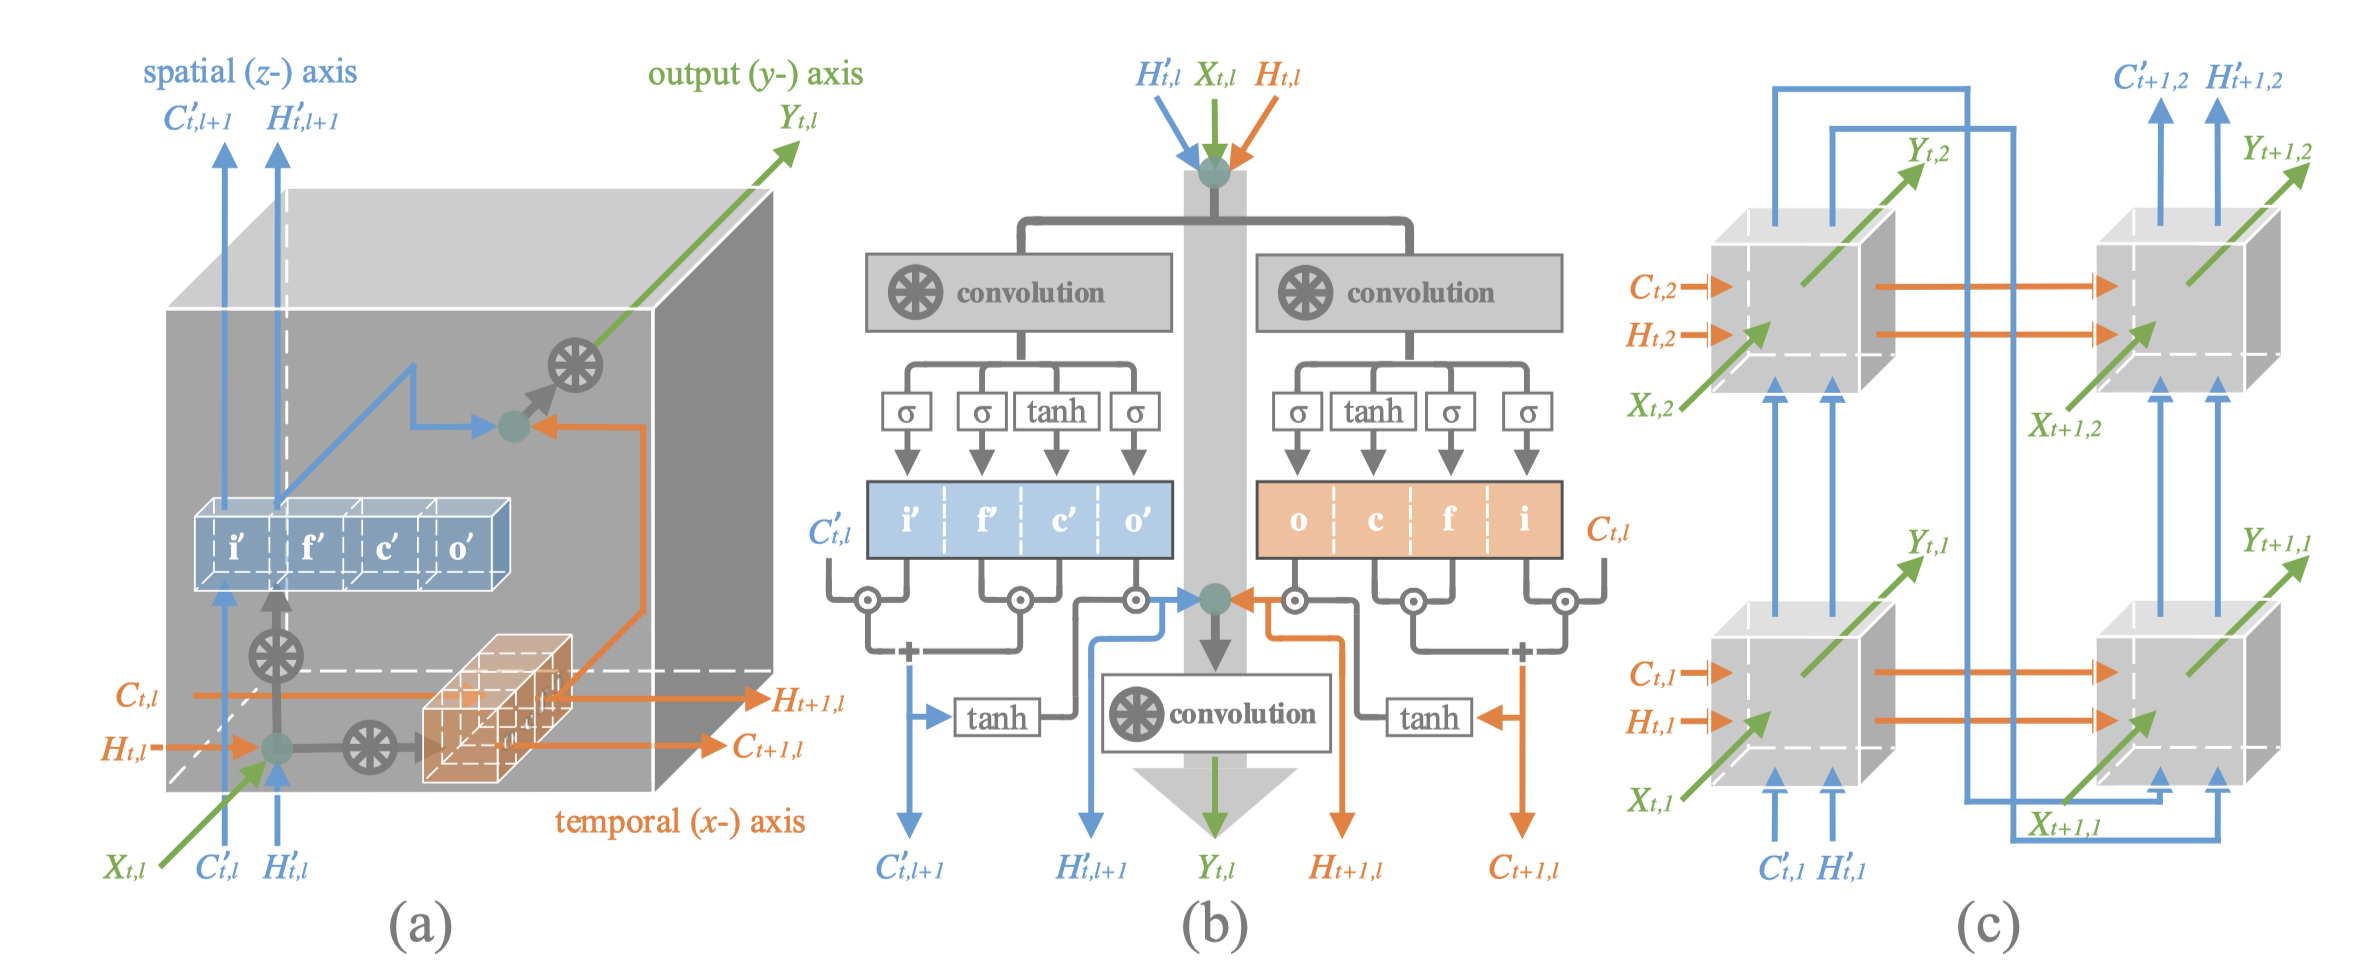 spatial (z-) axis
C′t,l+1 H′t,l+1
output (y-) axis
Yt,l
i′ f′ c′ o′
Ct,l
Ht,l
Xt,l
C′t,l H′t,l
Ht+1,l
Ct+1,l
temporal (x-) axis
(a)
H′t,l Xt,l Ht,l
convolution convolution
σ σ tanh σ σ tanh σ σ
C′t,l i′ f′ c′ o′ o c f i Ct,l
+ +
tanh convolution tanh
C′t,l+1 H′t,l+1 Yt,l Ht+1,l Ct+1,l
(b)
C′t+1,2 H′t+1,2
Yt,2 Yt+1,2
Ct,2
Ht,2
Xt,2 Xt+1,2
Yt,1 Yt+1,1
Ct,1
Ht,1
Xt,1 Xt+1,1
C′t,1 H′t,1
(c)